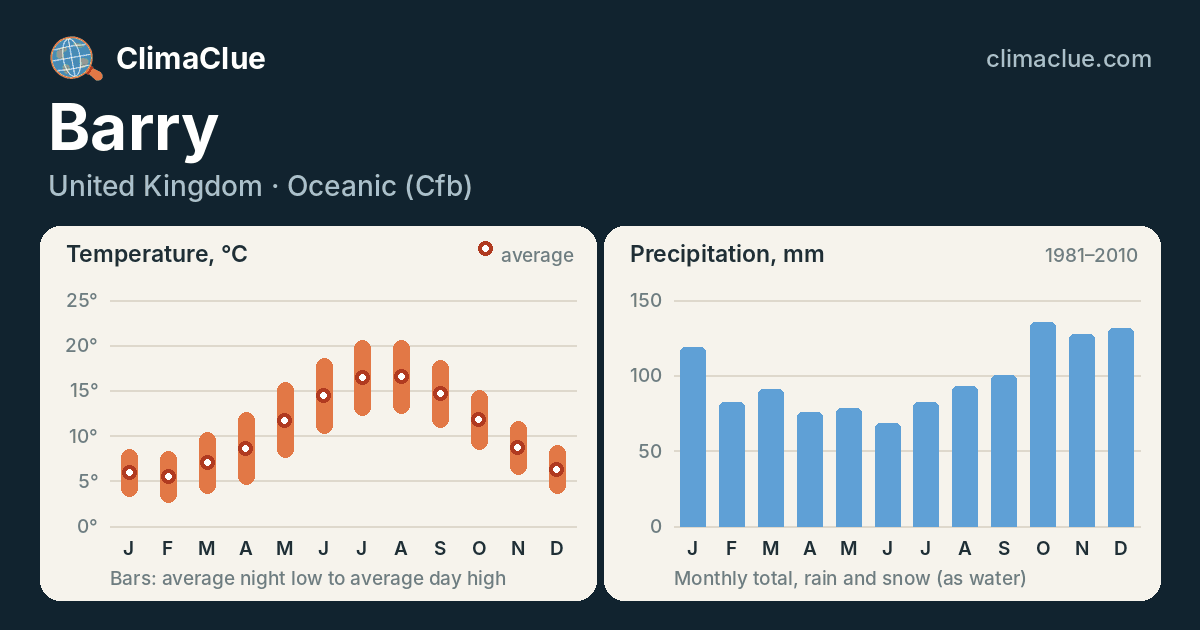 ClimaClue
climaclue.com
Barry
United Kingdom · Oceanic (Cfb)
Temperature, °C
average
25°
20°
15°
10°
5°
0°
J F M A M J J A S O N D
Bars: average night low to average day high
Precipitation, mm
1981–2010
150
100
50
0
J F M A M J J A S O N D
Monthly total, rain and snow (as water)